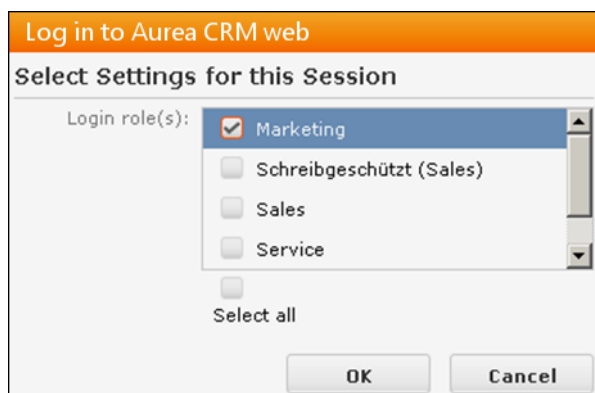 Log in to Aurea CRM web
Select Settings for this Session
Login role(s):
Marketing
Schreibgeschützt (Sales)
Sales
Service
Select all
OK
Cancel